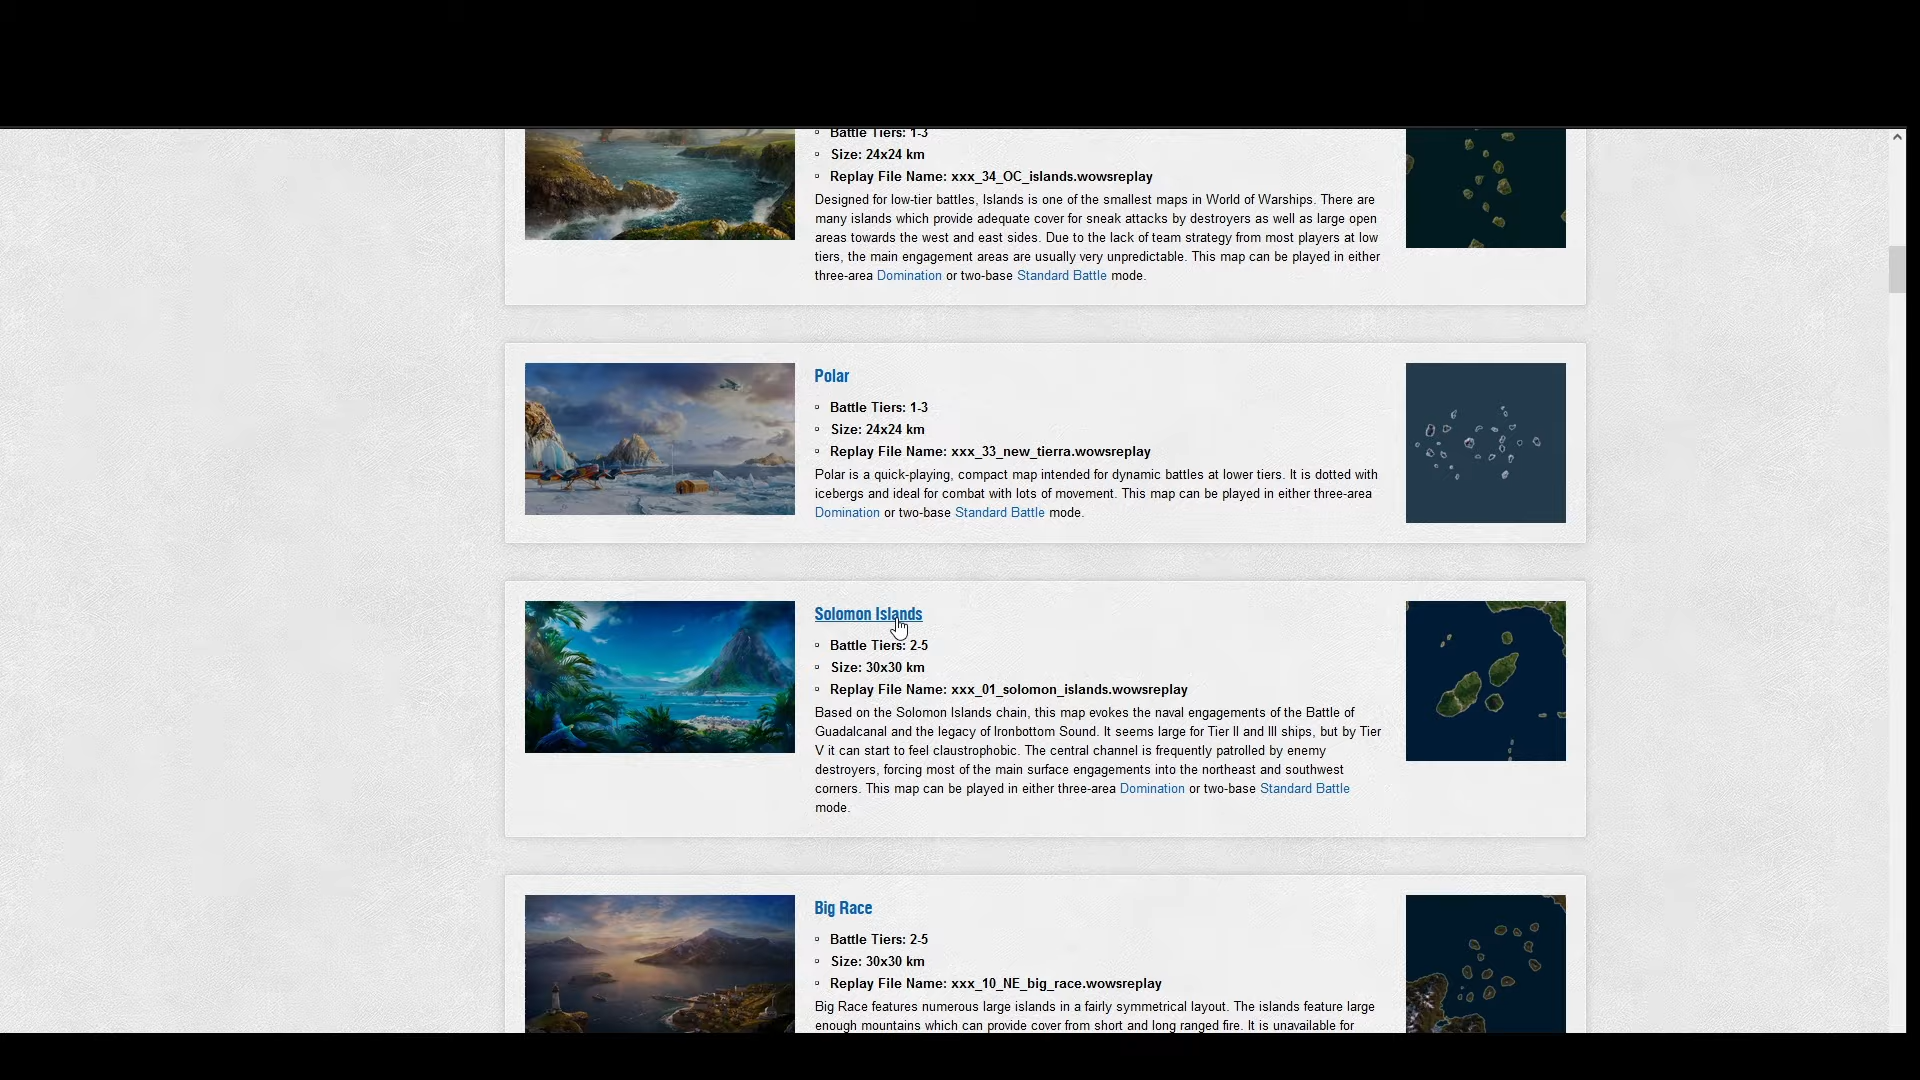 Battle Tiers: 1-3
Size: 24x24 km
Replay File Name: xxx_34_OC_islands.wowsreplay
Designed for low-tier battles, Islands is one of the smallest maps in World of Warships. There are
many islands which provide adequate cover for sneak attacks by destroyers as well as large open
areas towards the west and east sides. Due to the lack of team strategy from most players at low
tiers, the main engagement areas are usually very unpredictable. This map can be played in either
three-area Domination or two-base Standard Battle mode.
Polar
Battle Tiers: 1-3
Size: 24x24 km
Replay File Name: xxx_33_new_tierra.wowsreplay
Polar is a quick-playing, compact map intended for dynamic battles at lower tiers. It is dotted with
icebergs and ideal for combat with lots of movement. This map can be played in either three-area
Domination or two-base Standard Battle mode.
Solomon Islands
Battle Tiers: 2-5
Size: 30x30 km
Replay File Name: xxx_01_solomon_islands.wowsreplay
Based on the Solomon Islands chain, this map evokes the naval engagements of the Battle of
Guadalcanal and the legacy of Ironbottom Sound. It seems large for Tier II and III ships, but by Tier
V it can start to feel claustrophobic. The central channel is frequently patrolled by enemy
destroyers, forcing most of the main surface engagements into the northeast and southwest
corners. This map can be played in either three-area Domination or two-base Standard Battle
mode.
Big Race
Battle Tiers: 2-5
Size: 30x30 km
Replay File Name: xxx_10_NE_big_race.wowsreplay
Big Race features numerous large islands in a fairly symmetrical layout. The islands feature large
enough mountains which can provide cover from short and long ranged fire. It is unavailable for